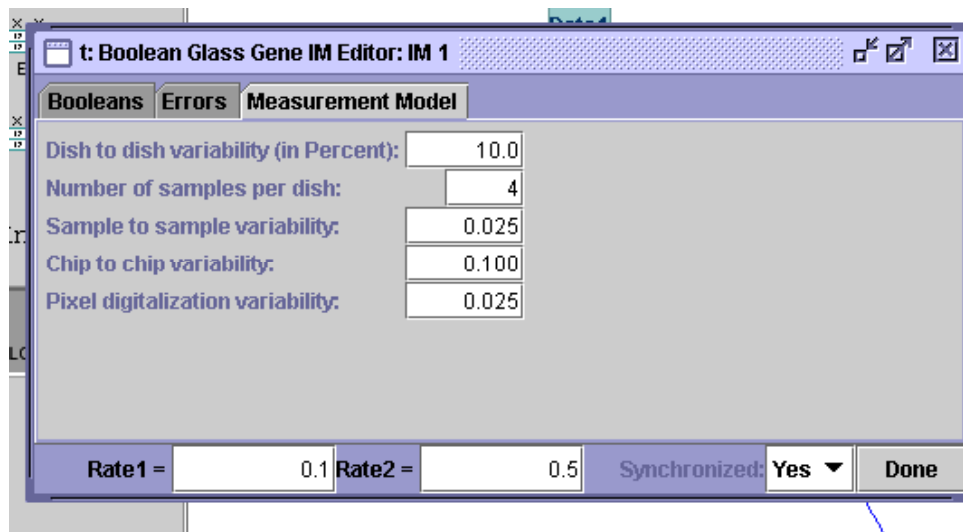 Data1
t: Boolean Glass Gene IM Editor: IM 1
Booleans Errors Measurement Model
Dish to dish variability (in Percent): 10.0
Number of samples per dish: 4
Sample to sample variability: 0.025
Chip to chip variability: 0.100
Pixel digitalization variability: 0.025
Rate1 = 0.1 Rate2 = 0.5 Synchronized: Yes Done